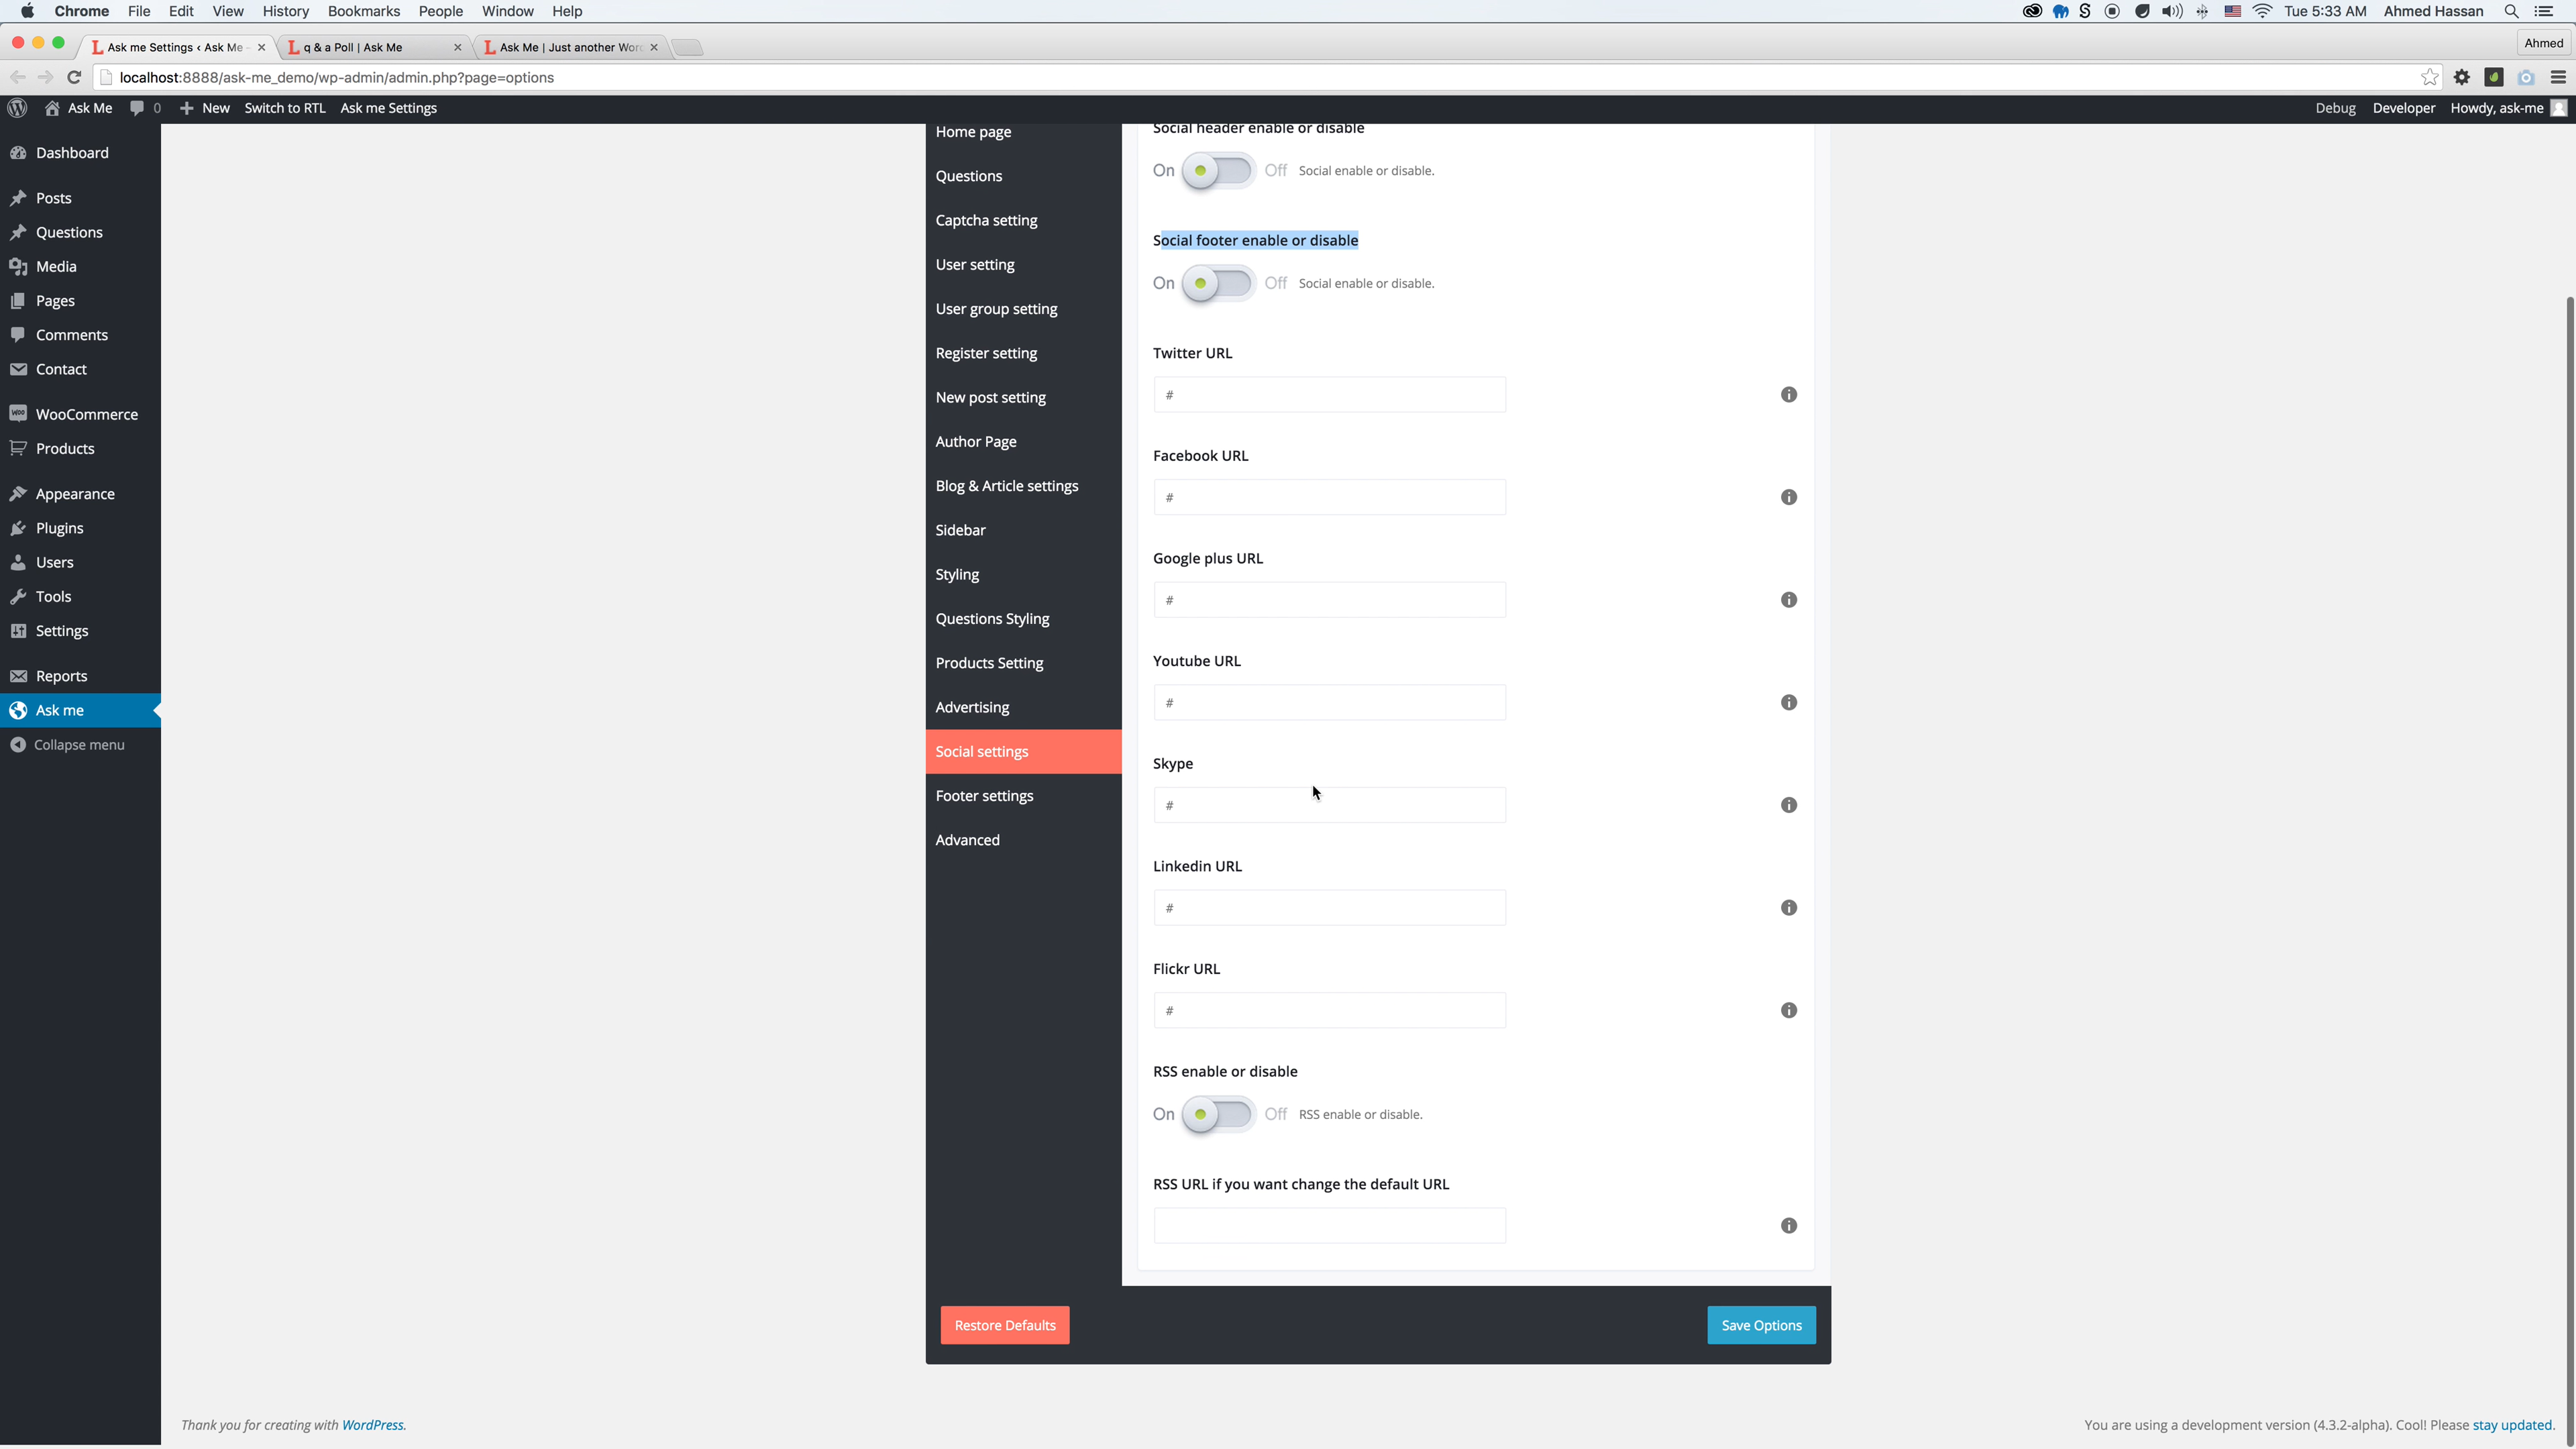 Chrome File Edit View History Bookmarks People Window Help Tue 5:33 AM Ahmed Hassan
Ask me Settings ‹ Ask Me - q & a Poll | Ask Me Ask Me | Just another Wor Ahmed
localhost:8888/ask-me_demo/wp-admin/admin.php?page=options
Ask Me 0 New Switch to RTL Ask me Settings Debug Developer Howdy, ask-me
Dashboard
Posts
Questions
Media
Pages
Comments
Contact
WooCommerce
Products
Appearance
Plugins
Users
Tools
Settings
Reports
Ask me
Collapse menu
Home page
Questions
Captcha setting
User setting
User group setting
Register setting
New post setting
Author Page
Blog & Article settings
Sidebar
Styling
Questions Styling
Products Setting
Advertising
Social settings
Footer settings
Advanced
Social header enable or disable
On Off Social enable or disable.
Social footer enable or disable
On Off Social enable or disable.
Twitter URL
#
Facebook URL
#
Google plus URL
#
Youtube URL
#
Skype
#
Linkedin URL
#
Flickr URL
#
RSS enable or disable
On Off RSS enable or disable.
RSS URL if you want change the default URL
Restore Defaults Save Options
Thank you for creating with WordPress. You are using a development version (4.3.2-alpha). Cool! Please stay updated.